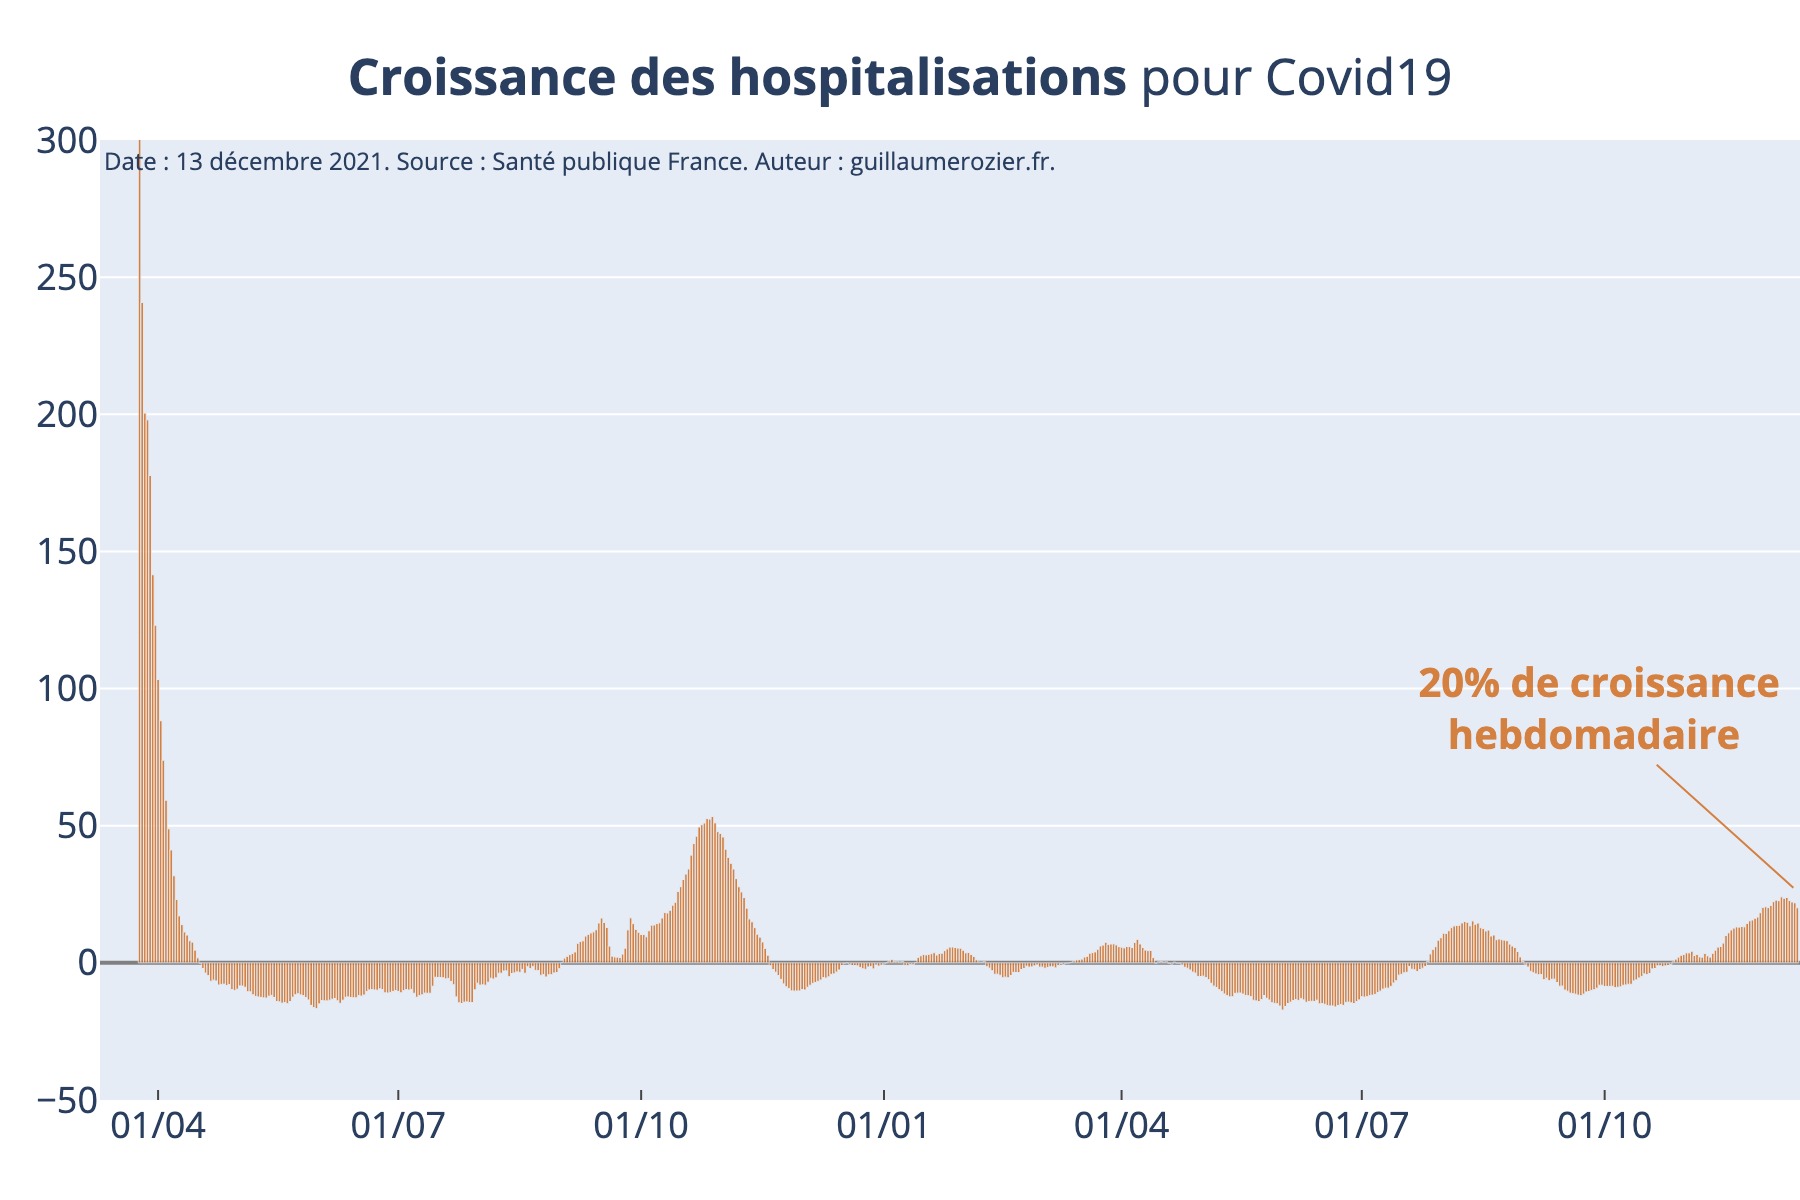 Croissance des hospitalisations pour Covid19
300
Date : 13 décembre 2021. Source : Santé publique France. Auteur : guillaumerozier.fr.
250
200
150
100
20% de croissance
hebdomadaire
50
0
−50
01/04 01/07 01/10 01/01 01/04 01/07 01/10